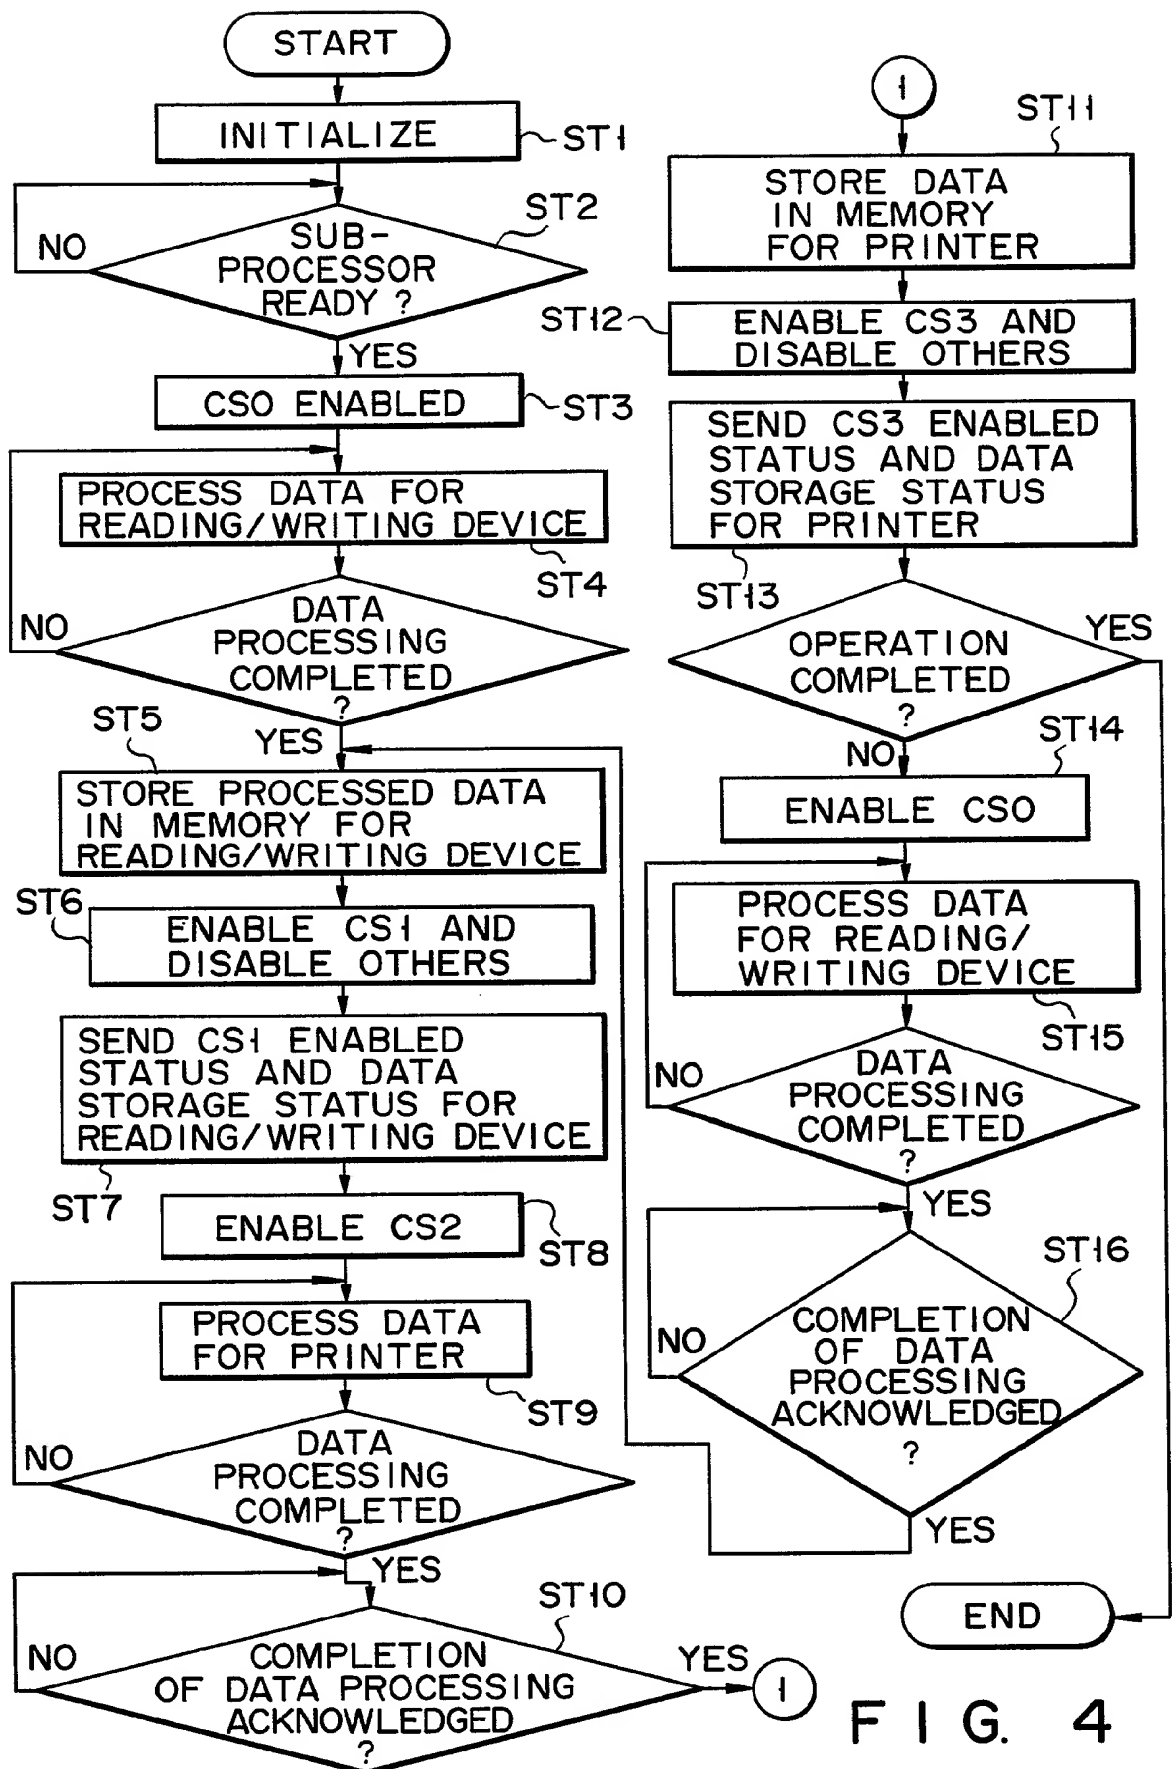 START
INITIALIZE
ST1
ST2
NO
SUB-
PROCESSOR
READY ?
YES
CS0 ENABLED
ST3
PROCESS DATA FOR
READING/WRITING DEVICE
ST4
NO
DATA
PROCESSING
COMPLETED
?
ST5
YES
STORE PROCESSED DATA
IN MEMORY FOR
READING/WRITING DEVICE
ST6
ENABLE CS1 AND
DISABLE OTHERS
SEND CS1 ENABLED
STATUS AND DATA
STORAGE STATUS FOR
READING/WRITING DEVICE
ST7
ENABLE CS2
ST8
PROCESS DATA
FOR PRINTER
ST9
NO
DATA
PROCESSING
COMPLETED
?
YES
ST10
NO
COMPLETION
OF DATA PROCESSING
ACKNOWLEDGED
?
YES
1
1
ST11
STORE DATA
IN MEMORY
FOR PRINTER
ST12
ENABLE CS3 AND
DISABLE OTHERS
SEND CS3 ENABLED
STATUS AND DATA
STORAGE STATUS
FOR PRINTER
ST13
YES
OPERATION
COMPLETED
?
NO
ST14
ENABLE CS0
PROCESS DATA
FOR READING/
WRITING DEVICE
ST15
NO
DATA
PROCESSING
COMPLETED
?
YES
ST16
NO
COMPLETION
OF DATA
PROCESSING
ACKNOWLEDGED
?
YES
END
FIG. 4